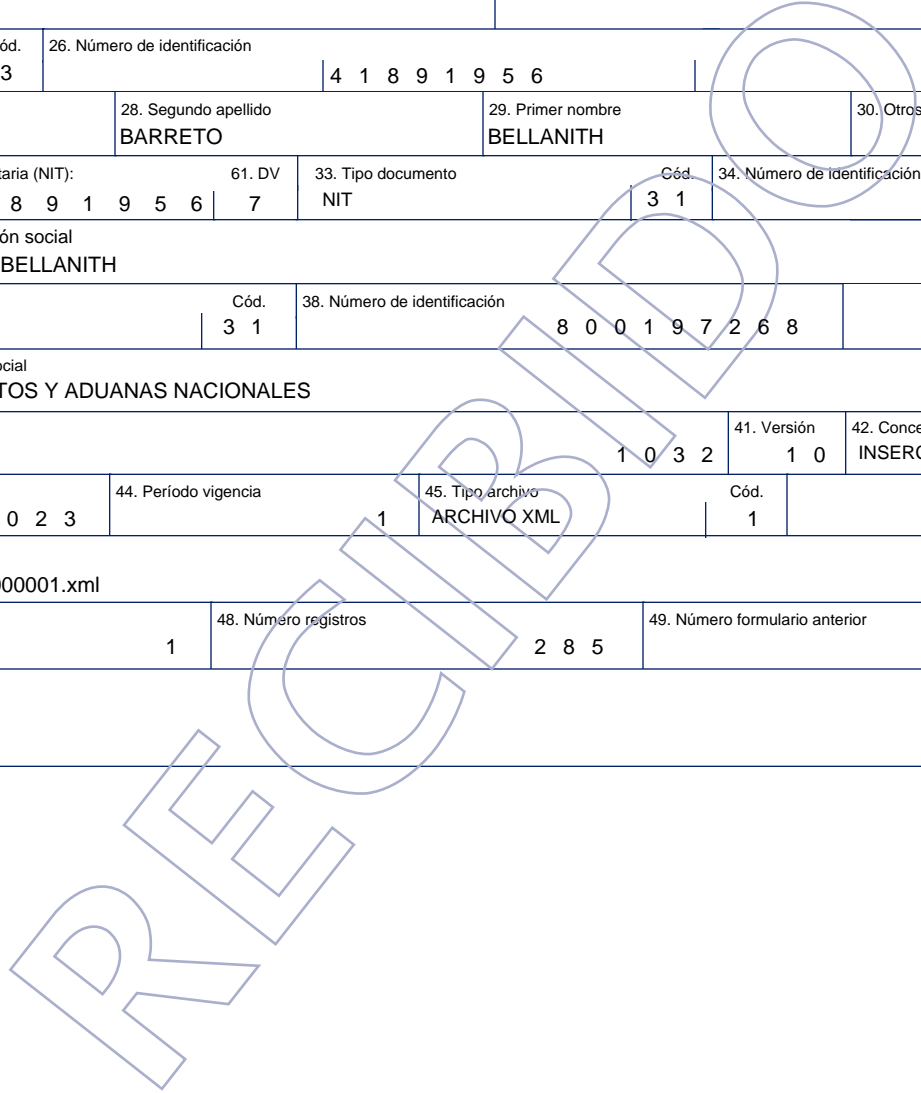 ód. 26. Número de identificación
3 4 1 8 9 1 9 5 6
28. Segundo apellido 29. Primer nombre 30. Otros
BARRETO BELLANITH
taria (NIT): 61. DV 33. Tipo documento Cód. 34. Número de identificación
8 9 1 9 5 6 7 NIT 3 1
ón social
BELLANITH
Cód. 38. Número de identificación
3 1 8 0 0 1 9 7 2 6 8
ocial
TOS Y ADUANAS NACIONALES
41. Versión 42. Conce
1 0 3 2 1 0 INSERC
44. Período vigencia 45. Tipo archivo Cód.
0 2 3 1 ARCHIVO XML 1
000001.xml
48. Número registros 49. Número formulario anterior
1 2 8 5
RECIBIDO